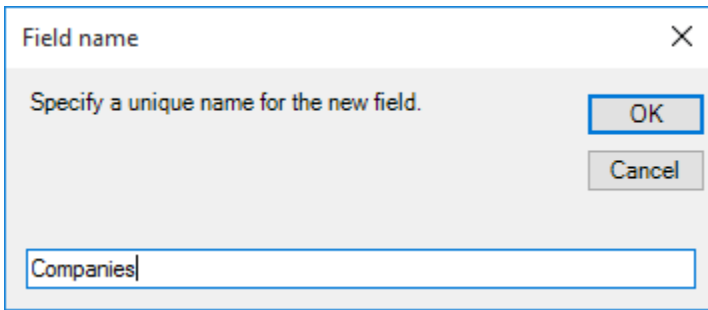 Field name
Specify a unique name for the new field.
OK
Cancel
Companies